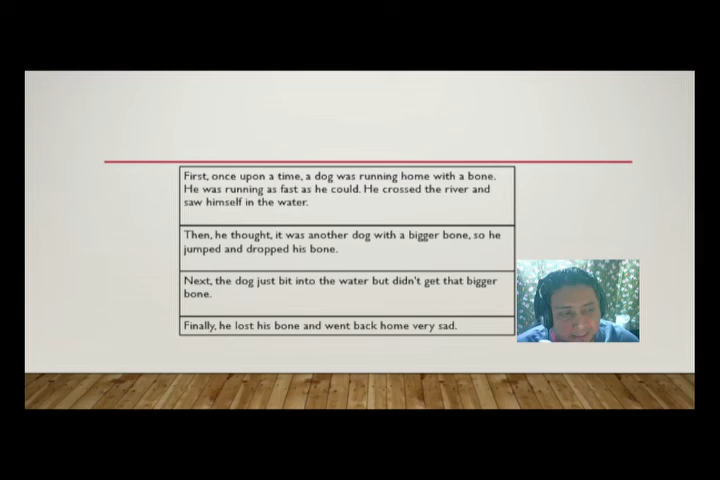 First, once upon a time, a dog was running home with a bone.
He was running as fast as he could. He crossed the river and
saw himself in the water.
Then, he thought, it was another dog with a bigger bone, so he
jumped and dropped his bone.
Next, the dog just bit into the water but didn't get that bigger
bone.
Finally, he lost his bone and went back home very sad.